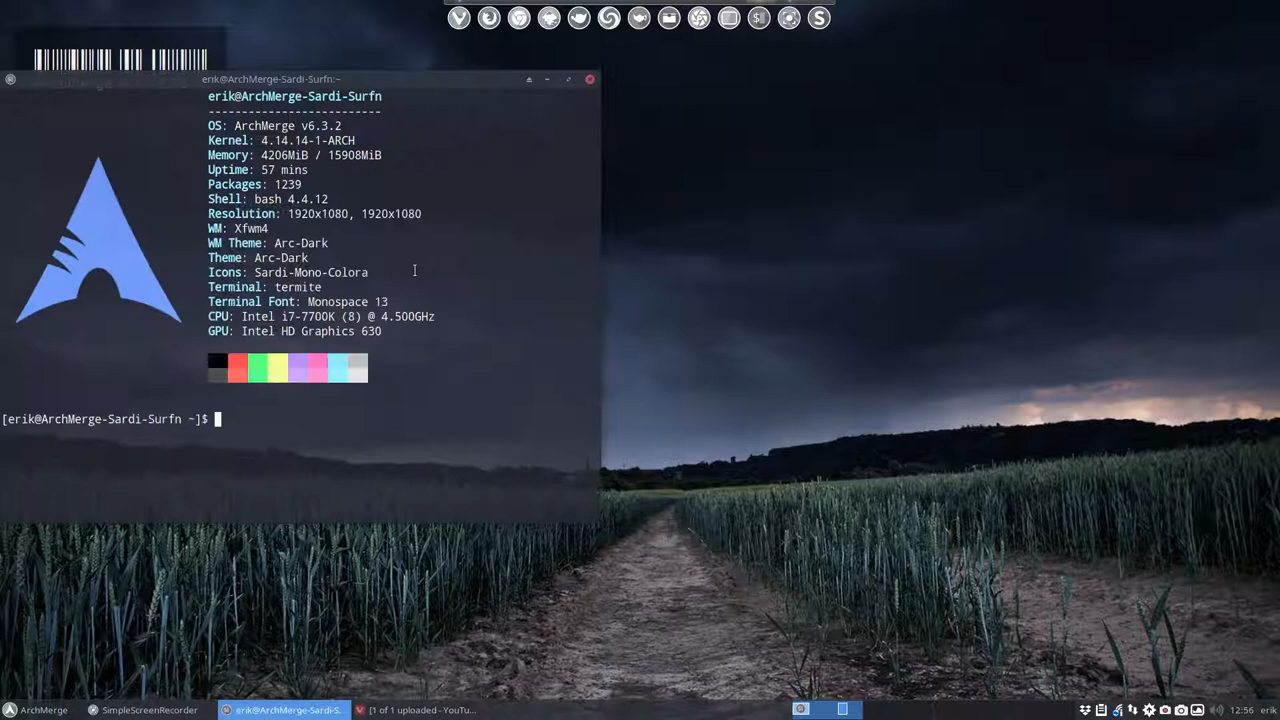 erik@ArchMerge-Sardi-Surfn:~
erik@ArchMerge-Sardi-Surfn
--------------------------
OS: ArchMerge v6.3.2
Kernel: 4.14.14-1-ARCH
Memory: 4206MiB / 15908MiB
Uptime: 57 mins
Packages: 1239
Shell: bash 4.4.12
Resolution: 1920x1080, 1920x1080
WM: Xfwm4
WM Theme: Arc-Dark
Theme: Arc-Dark
Icons: Sardi-Mono-Colora
Terminal: termite
Terminal Font: Monospace 13
CPU: Intel i7-7700K (8) @ 4.500GHz
GPU: Intel HD Graphics 630
[erik@ArchMerge-Sardi-Surfn ~]$
ArchMerge SimpleScreenRecorder erik@ArchMerge-Sardi-S... [1 of 1 uploaded - YouTu... 12:56 erik